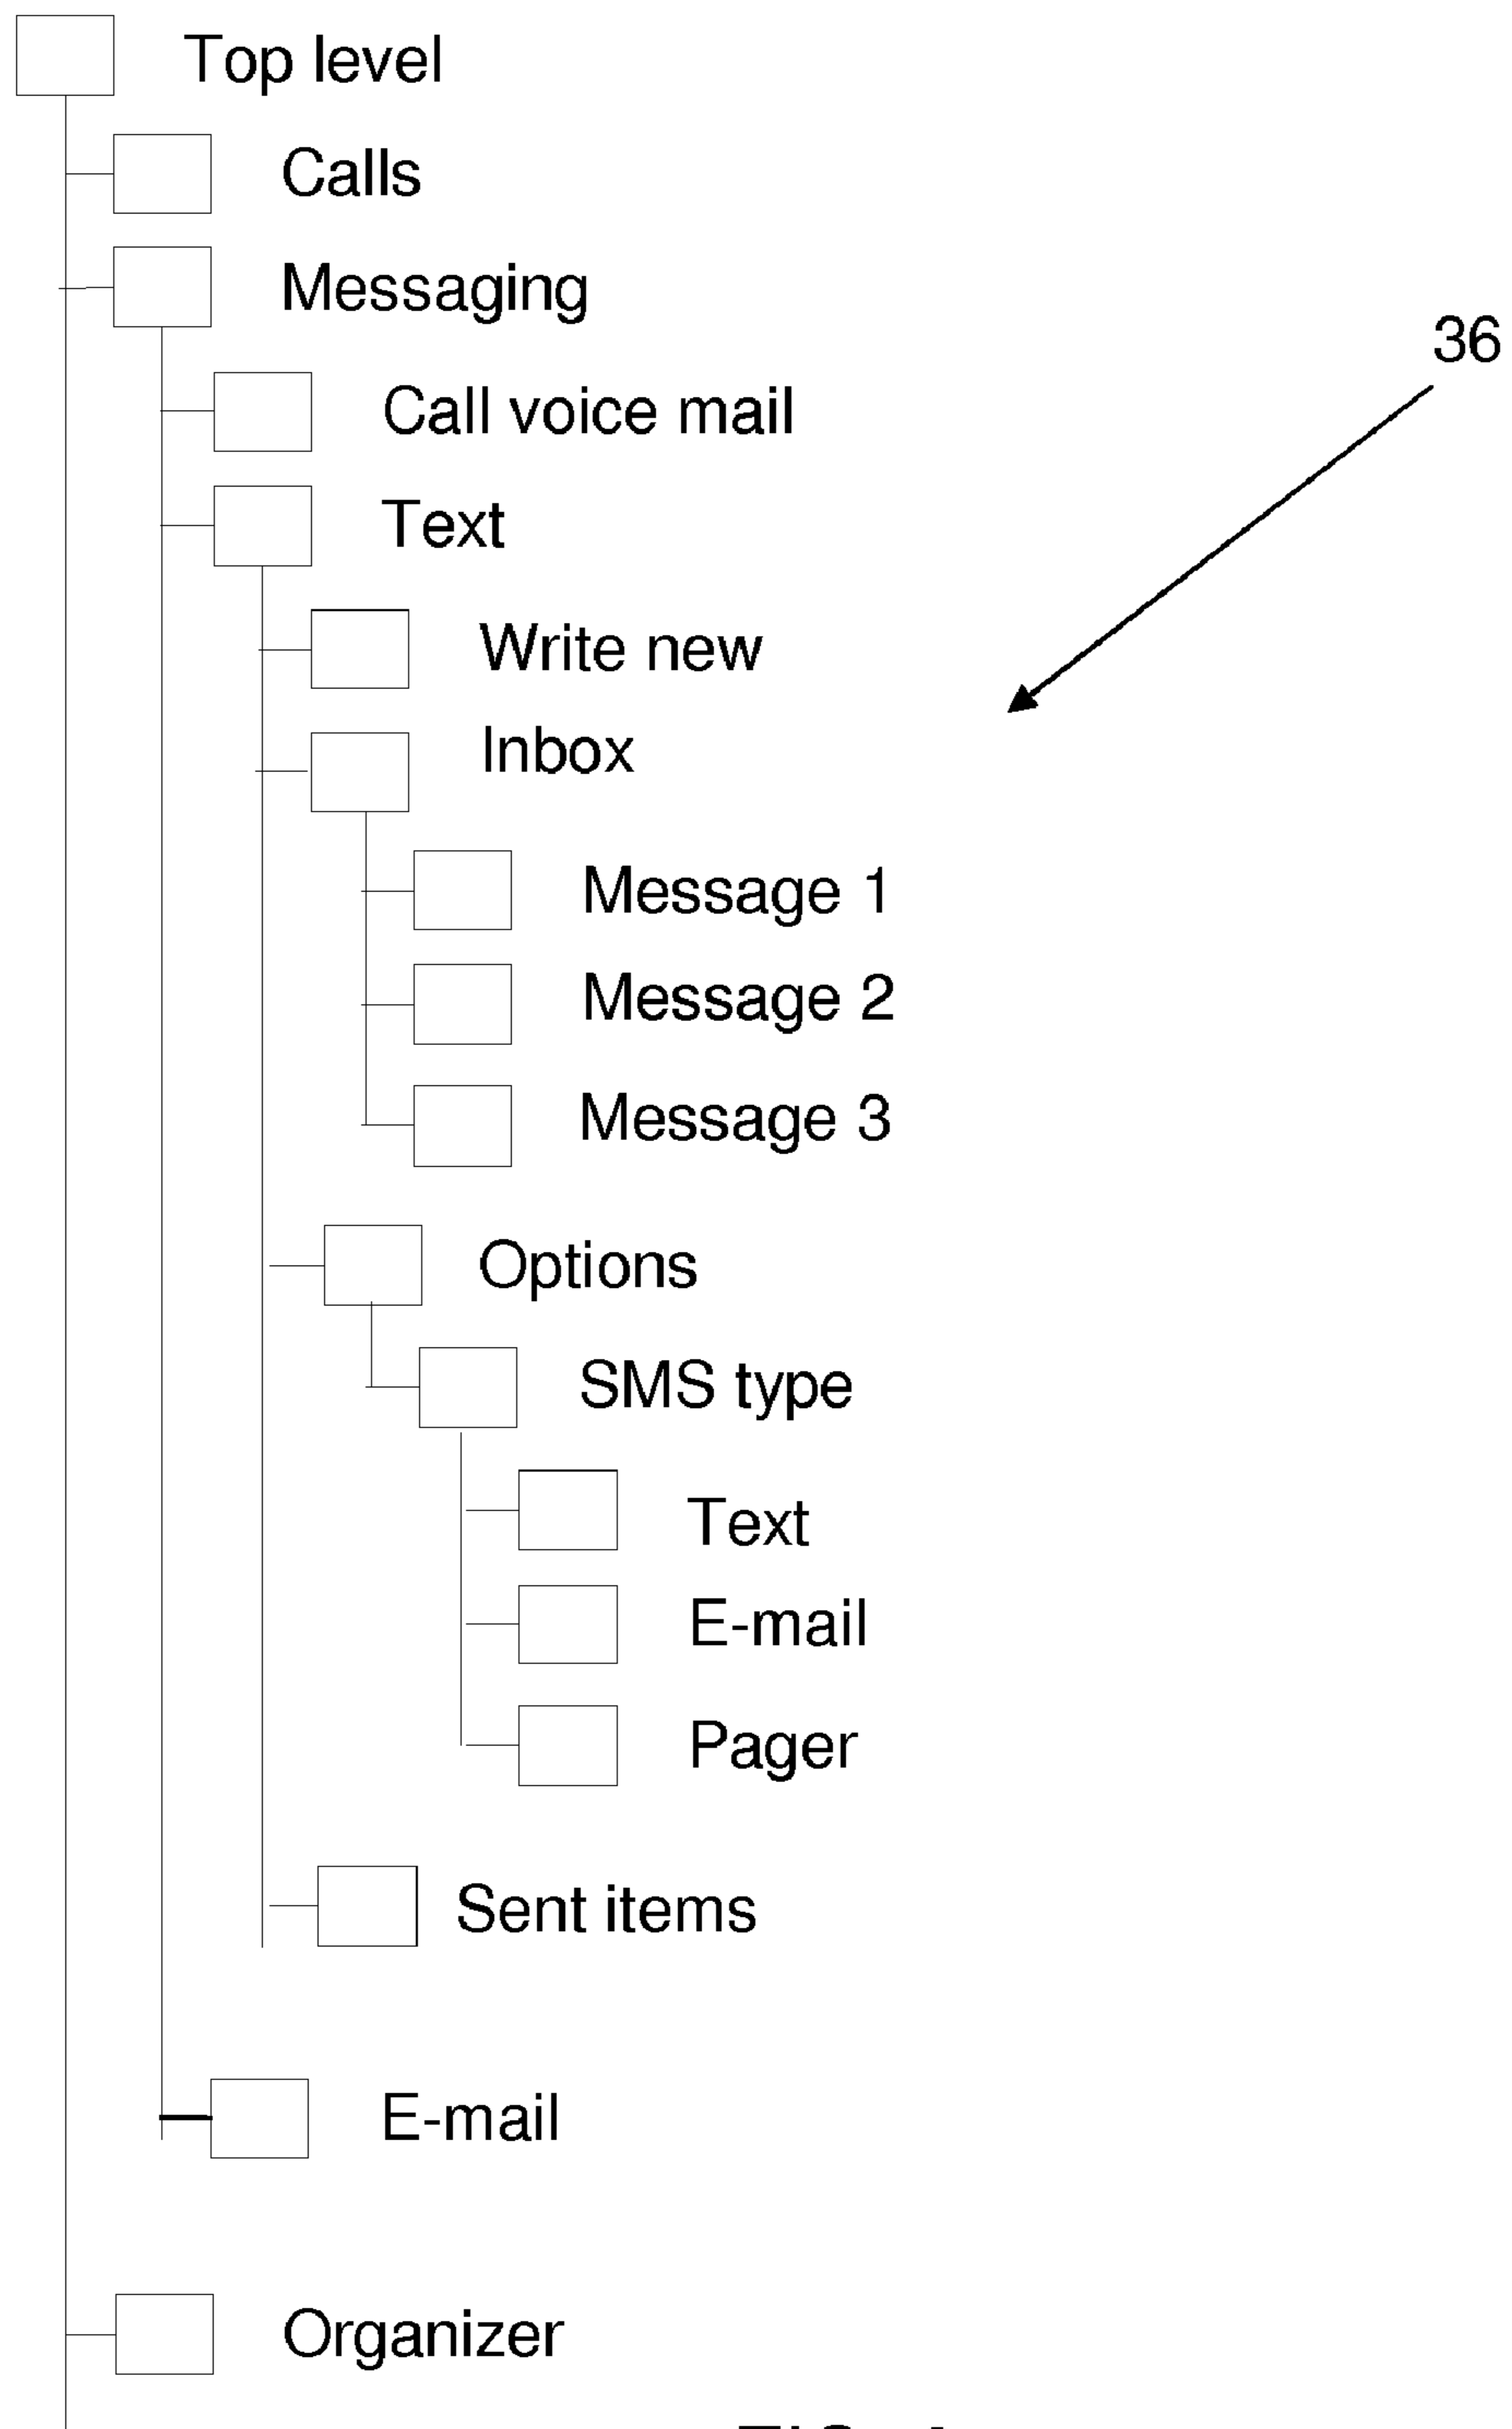 Top level
Calls
Messaging
36
Call voice mail
Text
Write new
Inbox
Message 1
Message 2
Message 3
Options
SMS type
Text
E-mail
Pager
Sent items
E-mail
Organizer